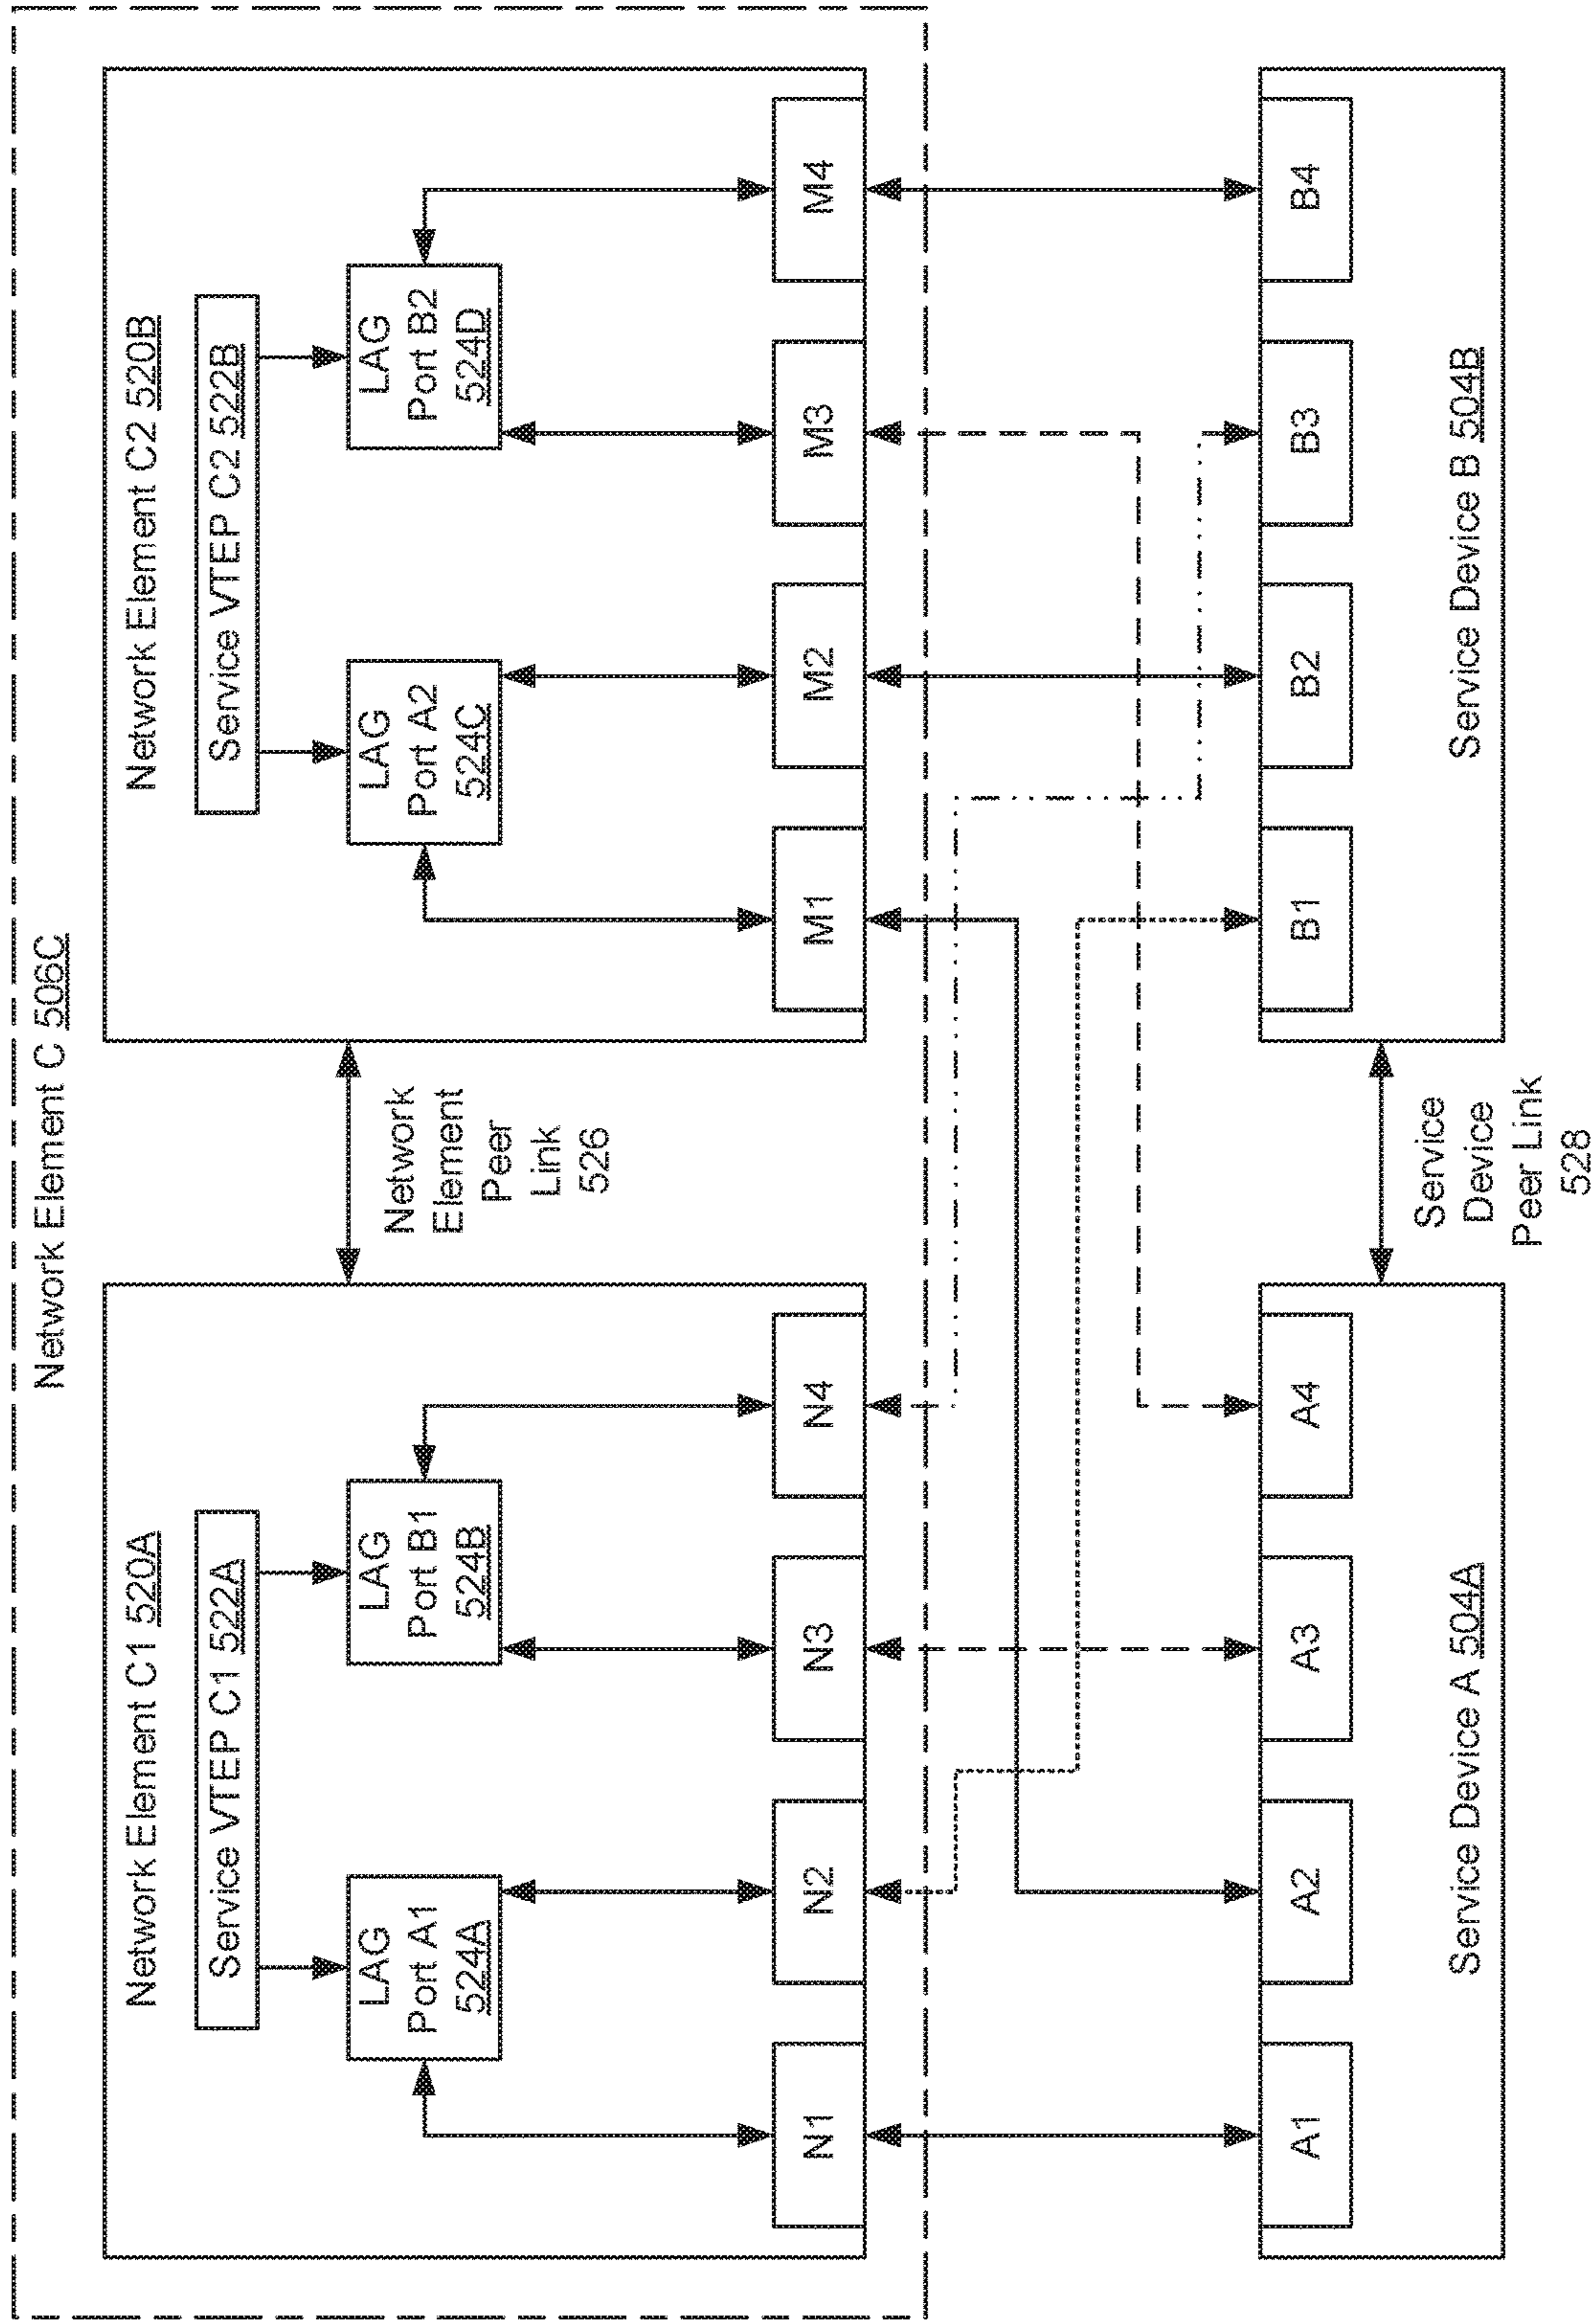 Network Element C 506C
Network Element C1 520A
Service VTEP C1 522A
LAG
Port A1
524A
LAG
Port B1
524B
N1
N2
N3
N4
Network
Element
Peer
Link
526
Network Element C2 520B
Service VTEP C2 522B
LAG
Port A2
524C
LAG
Port B2
524D
M1
M2
M3
M4
A1
A2
A3
A4
Service Device A 504A
Service
Device
Peer Link
528
B1
B2
B3
B4
Service Device B 504B